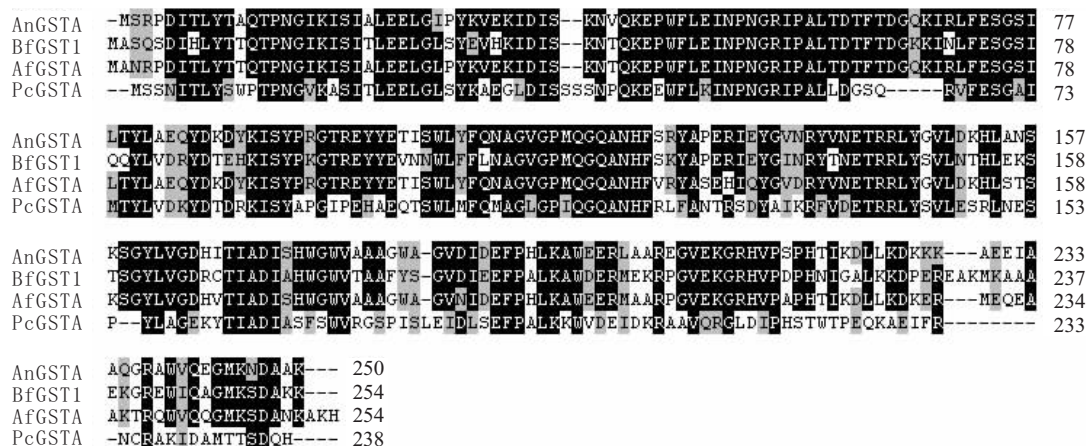 AnGSTA -MSRPDITLYTAQTPNGIKISIALEELGIPYKVEKIDIS--KNVQKEPWFLEINPNGRIPALTDTFTDGQKIRLFESGSI 77
BfGST1 MASQSDIHLYTTQTPNGIKISITLEELGLSYEVHKIDIS--KNTQKEPWFLEINPNGRIPALTDTFTDGKKINLFESGSI 78
AfGSTA MANRPDITLYTTQTPNGIKISIALEELGLPYKVEKIDIS--KNTQKEPWFLEINPNGRIPALTDTFTDGQKIRLFESGSI 78
PcGSTA --MSSNITLYSWPTPNGVKASITLEELGLSYKAEGLDISSSSNPQKEEWFLKINPNGRIPALLDGSQ-----RVFESGAI 73
AnGSTA LTYLAEQYDKDYKISYPRGTREYYETISWLYFQNAGVGPMQGQANHFSRYAPERIEYGVNRYVNETRRLYGVLDKHLANS 157
BfGST1 QQYLVDRYDTEHKISYPKGTREYYEVNNWLFFLNAGVGPMQGQANHFSKYAPERIEYGINRYTNETRRLYSVLNTHLEKS 158
AfGSTA LTYLAEQYDKDYKISYPRGTREYYETISWLYFQNAGVGPMQGQANHFVRYASEHIQYGVDRYVNETRRLYGVLDKHLSTS 158
PcGSTA MTYLVDKYDTDRKISYAPGIPEHAEQTSWLMFQMAGLGPIQGQANHFRLFANTRSDYAIKRFVDETRRLYSVLESRLNES 153
AnGSTA KSGYLVGDHITIADISHWGWVAAAGWA-GVDIDEFPHLKAWEERLAAREGVEKGRHVPSPHTIKDLLKDKKK---AEEIA 233
BfGST1 TSGYLVGDRCTIADIAHWGWVTAAFYS-GVDIEEFPHLKAWDERMEKRPGVEKGRHVPDPHNIGALKKDPEREAKMKAAA 237
AfGSTA KSGYLVGDHVTIADISHWGWVAAAGWA-GVNIDEFPHLKAWEERMAARPGVEKGRHVPAPHTIKDLLKDKER---MEQEA 234
PcGSTA P--YLAGEKYTIADIASFSWVRGSPISLEIDLSEFPALKKWVDEIDKRAAVQRGLDIPHSTWTPEQKAEIFR--------- 233
AnGSTA AQGRAWVQEGMKNDAAK--- 250
BfGST1 EKGREWIQAGMKSDAKK--- 254
AfGSTA AKTRQWVQQGMKSDANKAKH 254
PcGSTA -NCRAKIDAMTTSDQH---- 238